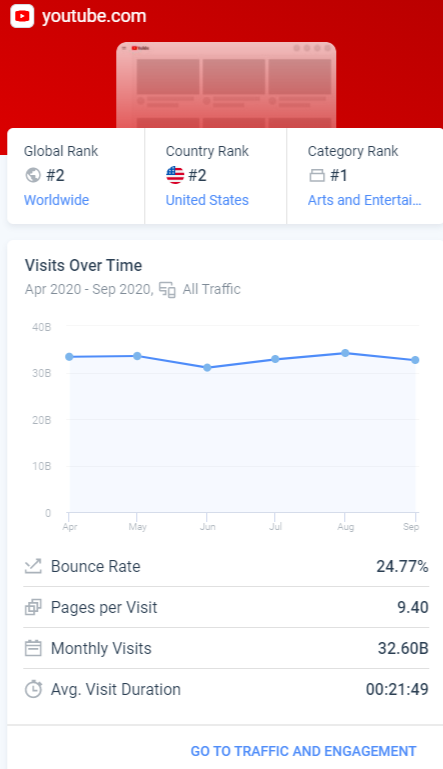 youtube.com
YouTube
Global Rank
#2
Worldwide
Country Rank
#2
United States
Category Rank
#1
Arts and Entertai...
Visits Over Time
Apr 2020 - Sep 2020, All Traffic
40B
30B
20B
10B
0
Apr May Jun Jul Aug Sep
Bounce Rate 24.77%
Pages per Visit 9.40
Monthly Visits 32.60B
Avg. Visit Duration 00:21:49
GO TO TRAFFIC AND ENGAGEMENT